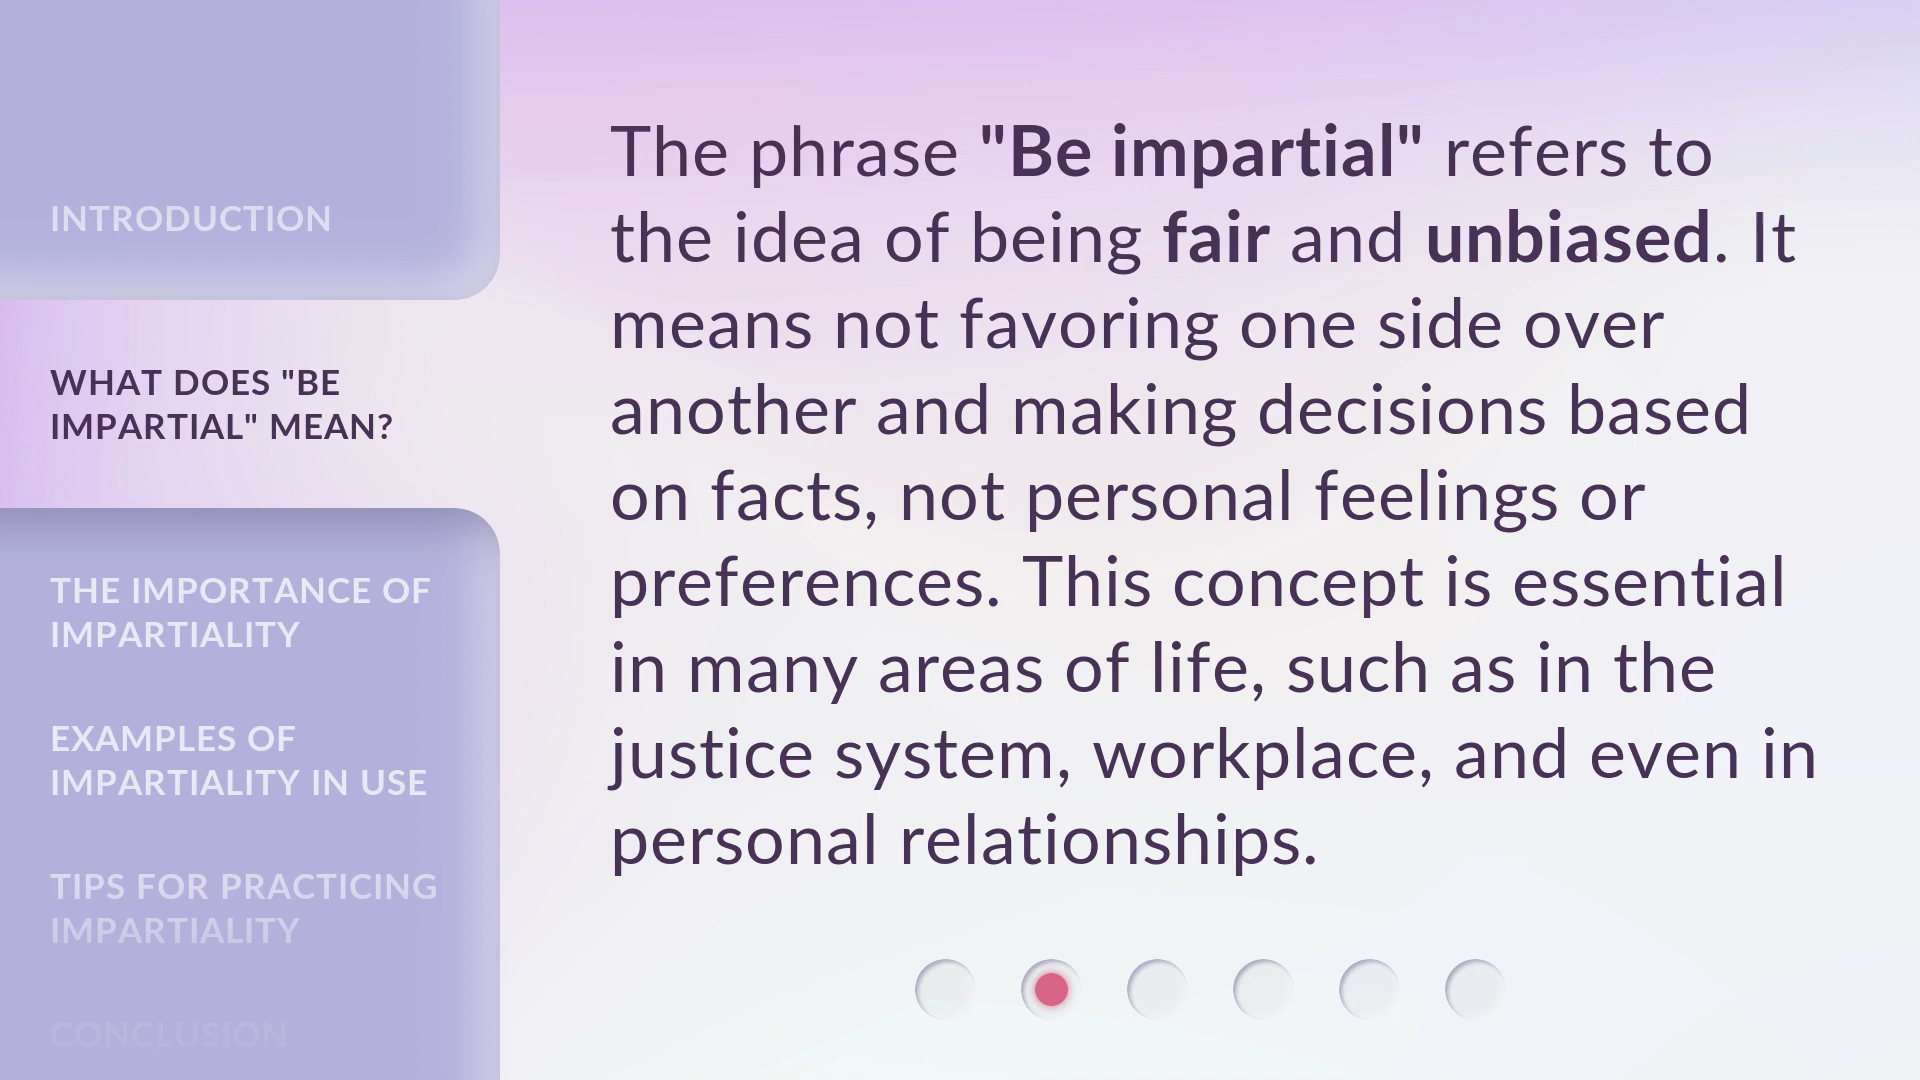 INTRODUCTION
WHAT DOES "BE
IMPARTIAL" MEAN?
THE IMPORTANCE OF
IMPARTIALITY
EXAMPLES OF
IMPARTIALITY IN USE
TIPS FOR PRACTICING
IMPARTIALITY
CONCLUSION
The phrase "Be impartial" refers to
the idea of being fair and unbiased. It
means not favoring one side over
another and making decisions based
on facts, not personal feelings or
preferences. This concept is essential
in many areas of life, such as in the
justice system, workplace, and even in
personal relationships.